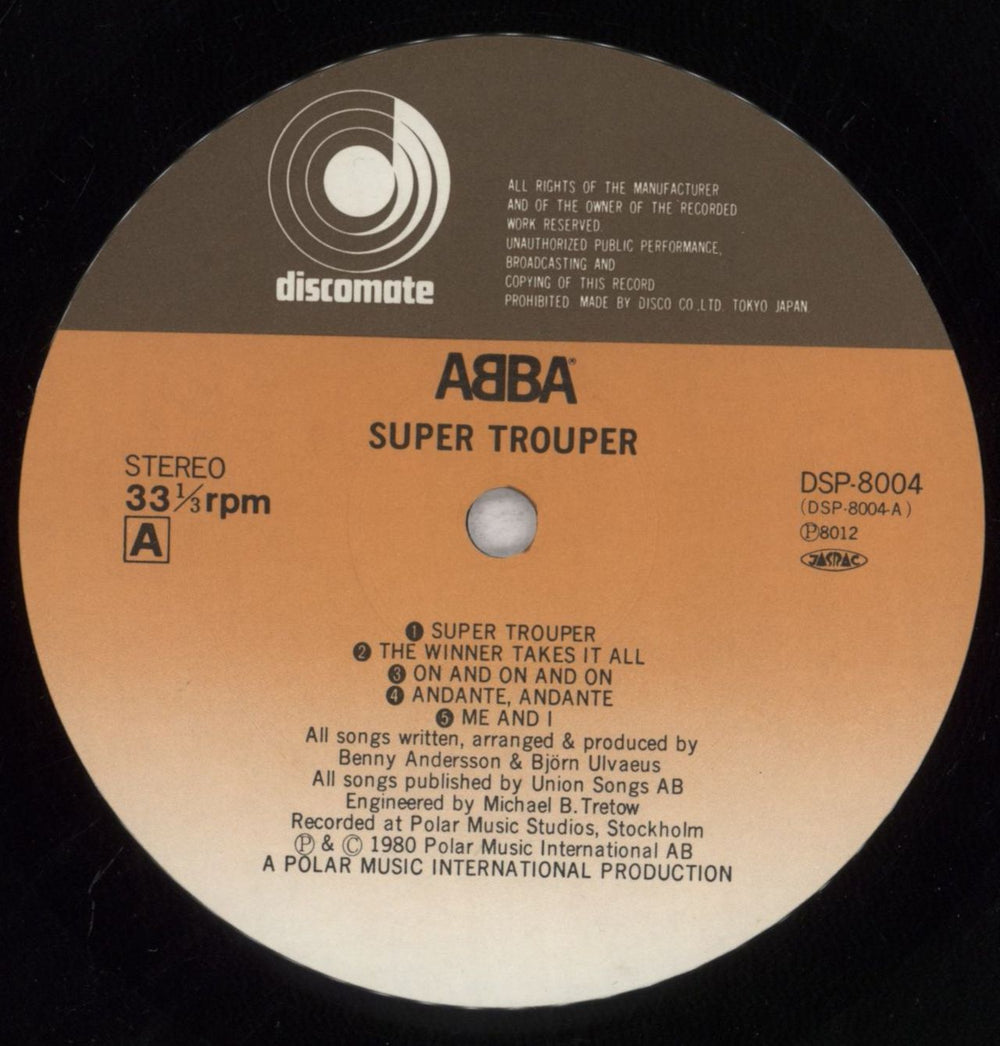 discomate
ALL RIGHTS OF THE MANUFACTURER
AND OF THE OWNER OF THE RECORDED
WORK RESERVED.
UNAUTHORIZED PUBLIC PERFORMANCE,
BROADCASTING AND
COPYING OF THIS RECORD
PROHIBITED. MADE BY DISCO CO.,LTD. TOKYO JAPAN.
ABBA®
SUPER TROUPER
STEREO
33⅓rpm
A
DSP-8004
(DSP-8004-A)
Ⓟ8012
JASRAC
❶ SUPER TROUPER
❷ THE WINNER TAKES IT ALL
❸ ON AND ON AND ON
❹ ANDANTE, ANDANTE
❺ ME AND I
All songs written, arranged & produced by
Benny Andersson & Björn Ulvaeus
All songs published by Union Songs AB
Engineered by Michael B. Tretow
Recorded at Polar Music Studios, Stockholm
Ⓟ & Ⓒ 1980 Polar Music International AB
A POLAR MUSIC INTERNATIONAL PRODUCTION